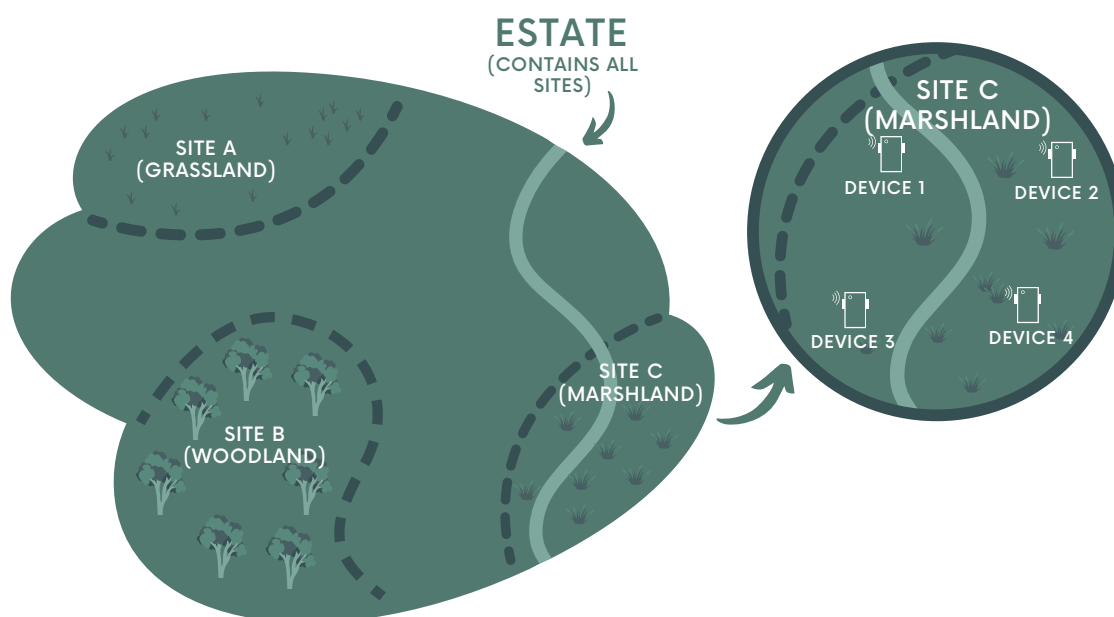 ESTATE
(CONTAINS ALL
SITES)
SITE A
(GRASSLAND)
SITE B
(WOODLAND)
SITE C
(MARSHLAND)
SITE C
(MARSHLAND)
DEVICE 1
DEVICE 2
DEVICE 3
DEVICE 4